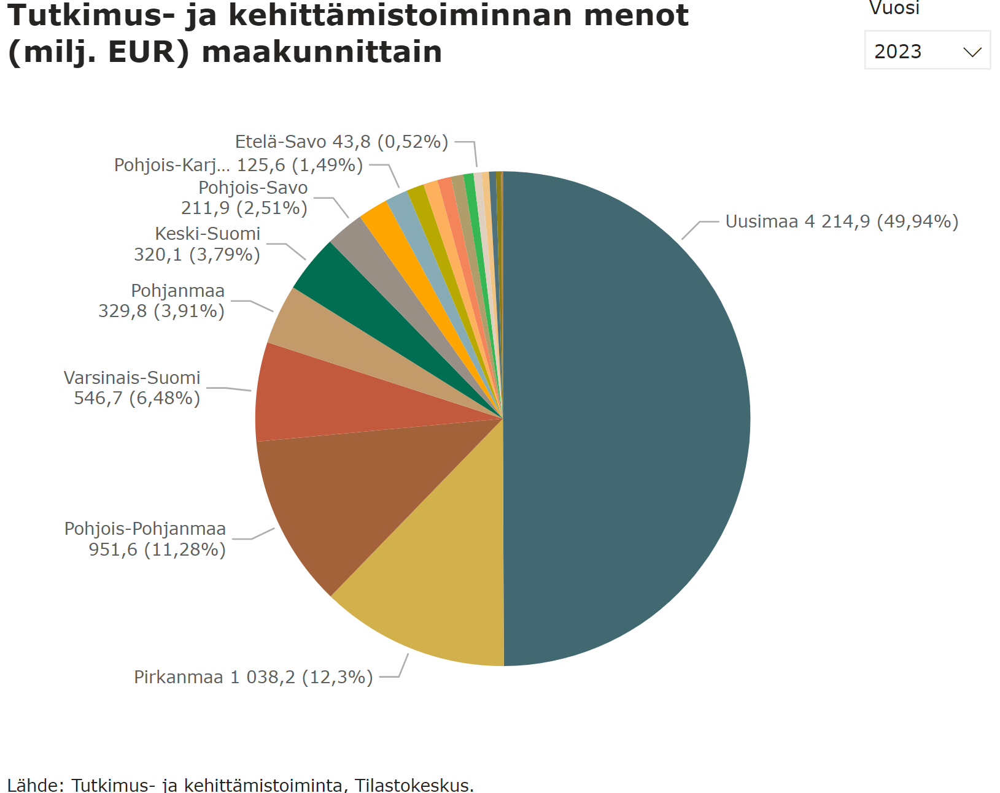 Tutkimus- ja kehittämistoiminnan menot
(milj. EUR) maakunnittain
Vuosi
2023
Etelä-Savo 43,8 (0,52%)
Pohjois-Karj... 125,6 (1,49%)
Pohjois-Savo
211,9 (2,51%)
Keski-Suomi
320,1 (3,79%)
Pohjanmaa
329,8 (3,91%)
Varsinais-Suomi
546,7 (6,48%)
Pohjois-Pohjanmaa
951,6 (11,28%)
Pirkanmaa 1 038,2 (12,3%)
Uusimaa 4 214,9 (49,94%)
Lähde: Tutkimus- ja kehittämistoiminta, Tilastokeskus.